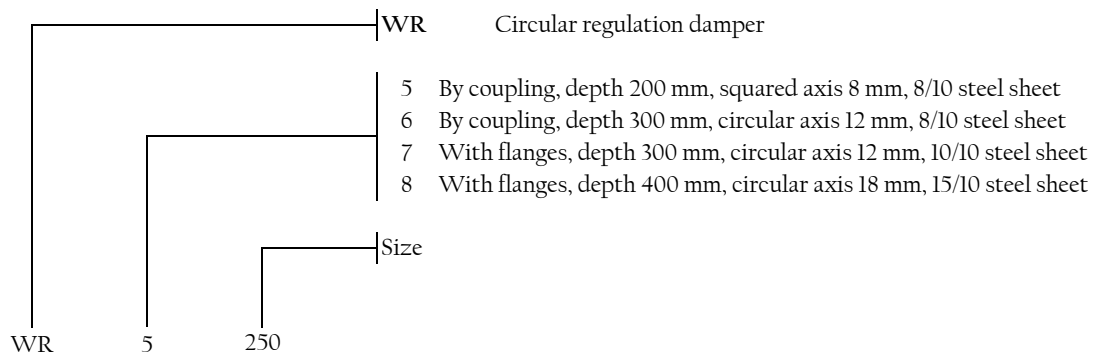 WR Circular regulation damper
5 By coupling, depth 200 mm, squared axis 8 mm, 8/10 steel sheet
6 By coupling, depth 300 mm, circular axis 12 mm, 8/10 steel sheet
7 With flanges, depth 300 mm, circular axis 12 mm, 10/10 steel sheet
8 With flanges, depth 400 mm, circular axis 18 mm, 15/10 steel sheet
Size
WR 5 250